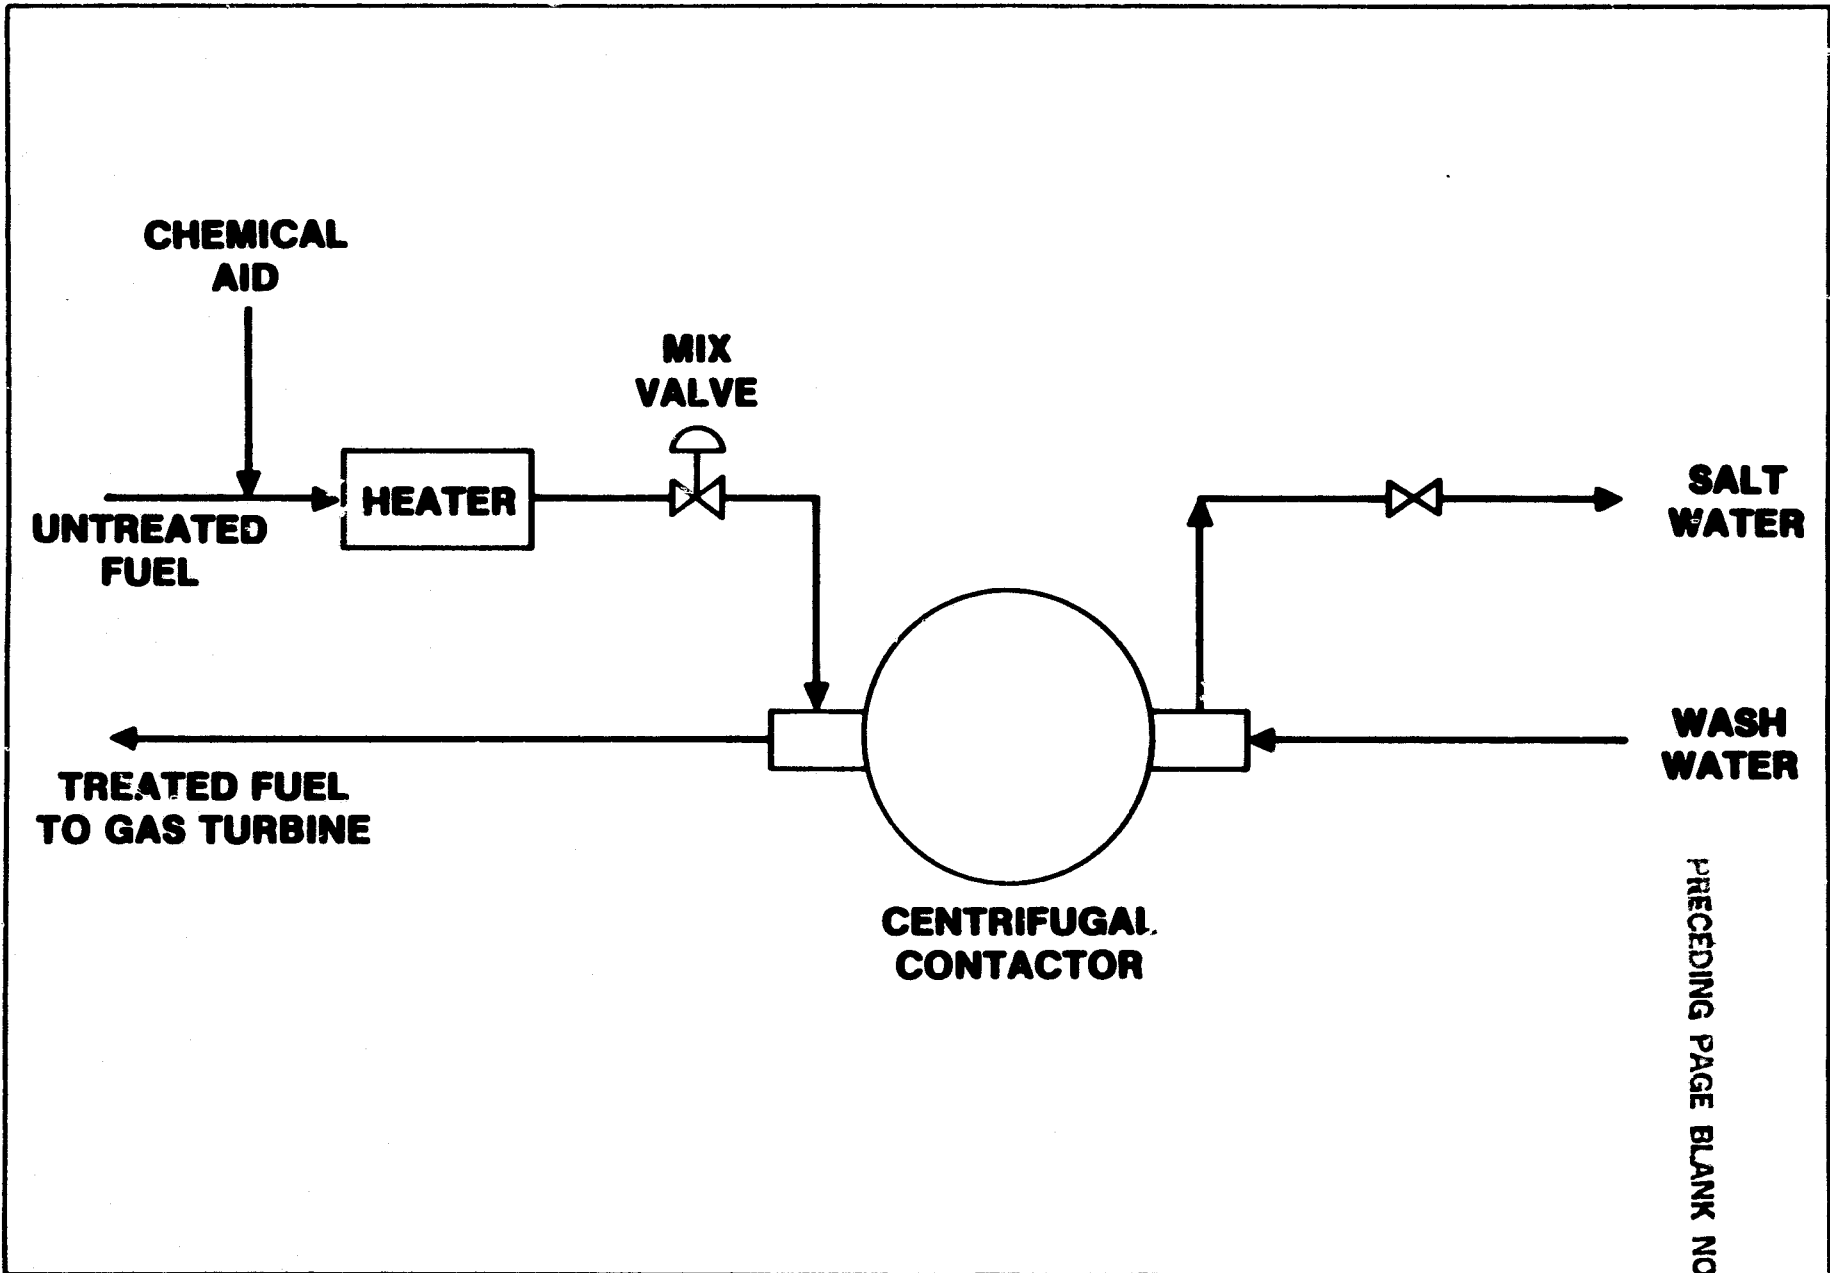 CHEMICAL
AID
MIX
VALVE
HEATER
UNTREATED
FUEL
SALT
WATER
WASH
WATER
TREATED FUEL
TO GAS TURBINE
CENTRIFUGAL
CONTACTOR
PRECEDING PAGE BLANK NO